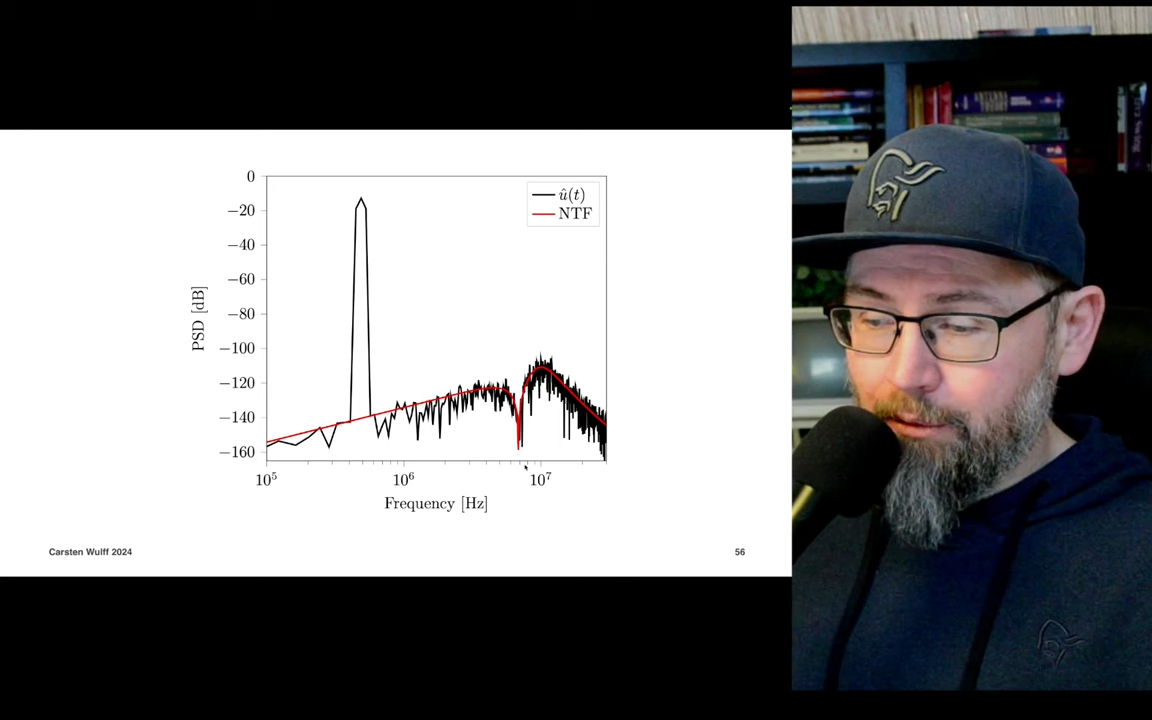 0
−20
−40
−60
−80
−100
−120
−140
−160
PSD [dB]
û(t)
NTF
10⁵
10⁶
10⁷
Frequency [Hz]
Carsten Wulff 2024
56